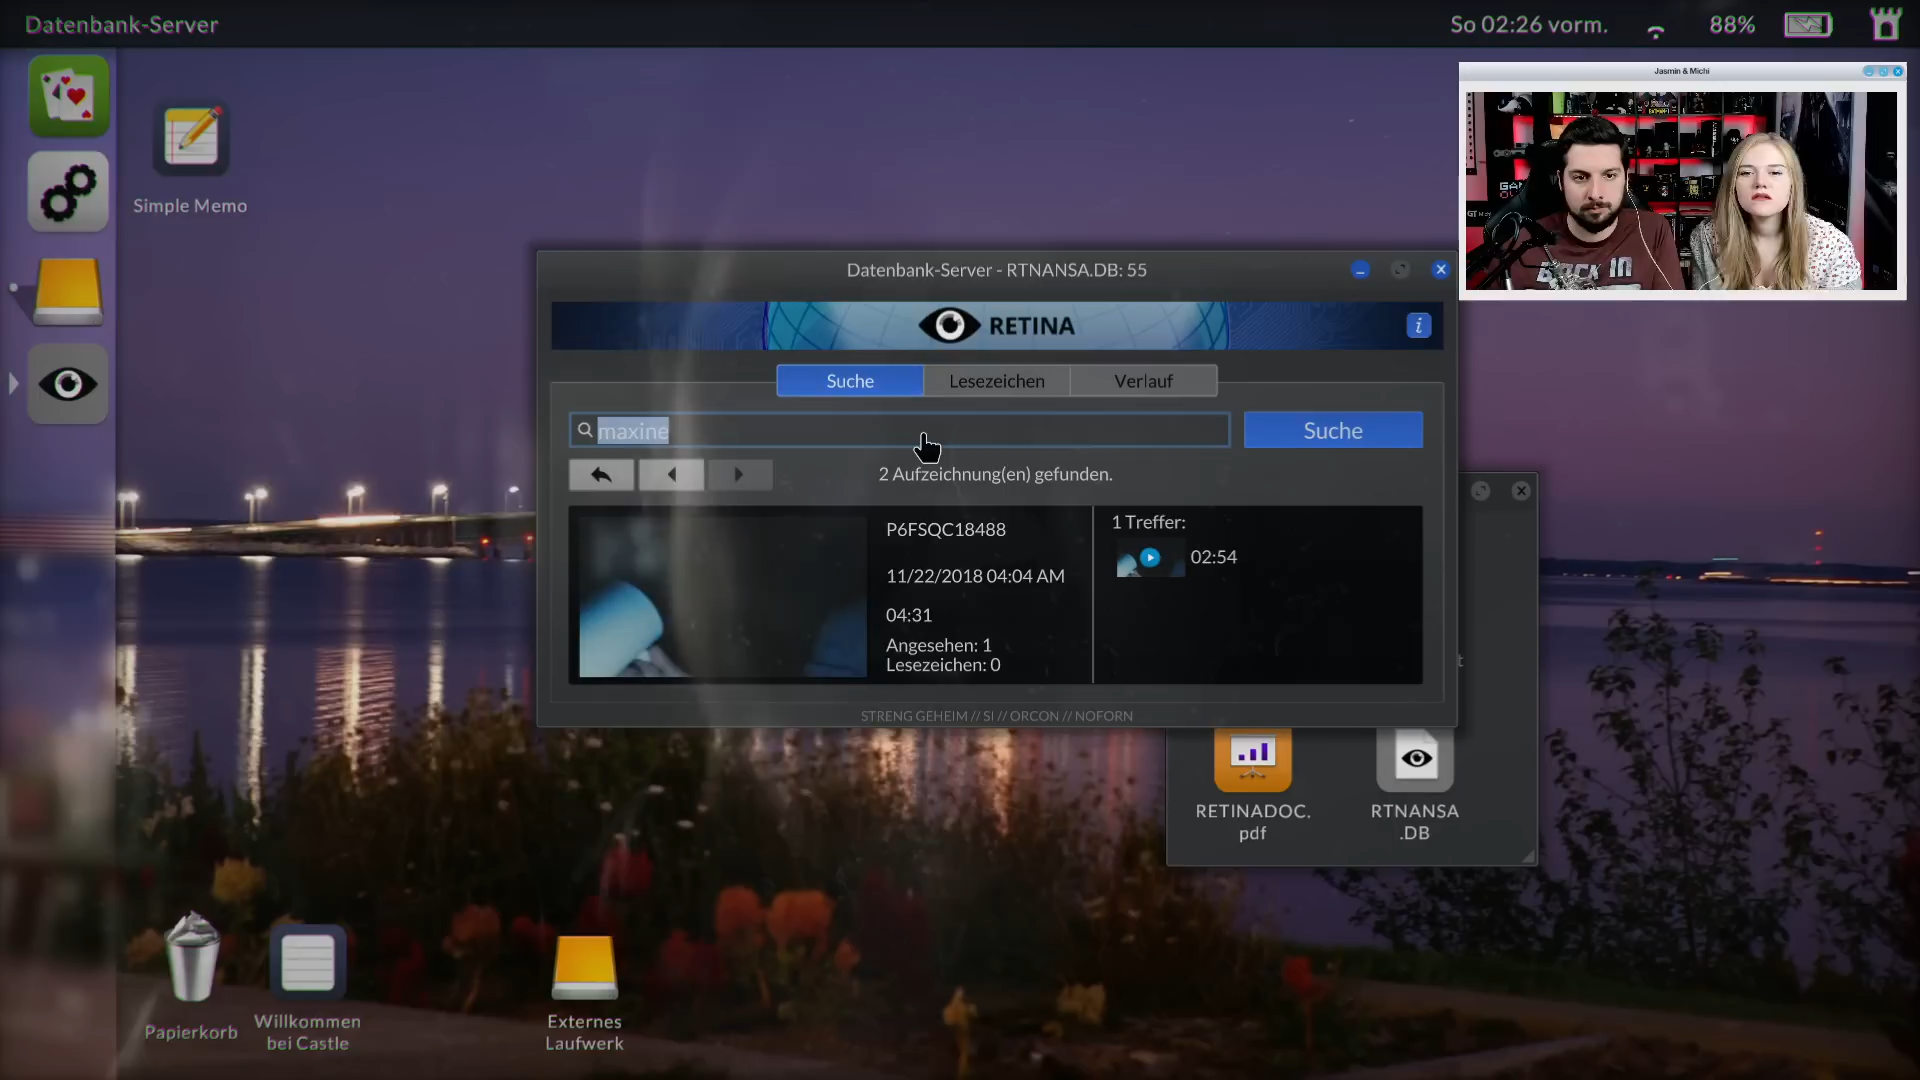 Datenbank-Server
So 02:26 vorm.
88%
Jasmin & Michi
Simple Memo
Datenbank-Server - RTNANSA.DB: 55
RETINA
i
Suche
Lesezeichen
Verlauf
maxine
Suche
2 Aufzeichnung(en) gefunden.
P6FSQC18488
11/22/2018 04:04 AM
04:31
Angesehen: 1
Lesezeichen: 0
1 Treffer:
02:54
STRENG GEHEIM // SI // ORCON // NOFORN
t
RETINADOC.
pdf
RTNANSA
.DB
Papierkorb
Willkommen
bei Castle
Externes
Laufwerk